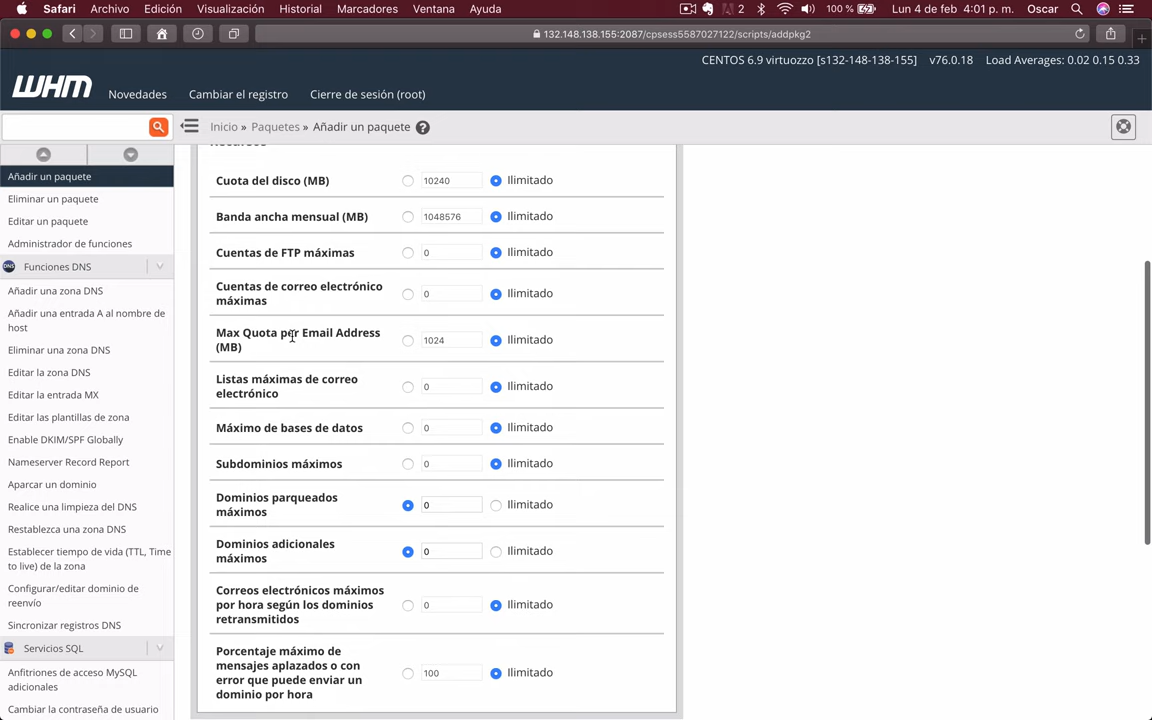 Safari Archivo Edición Visualización Historial Marcadores Ventana Ayuda 2 100 % Lun 4 de feb 4:01 p. m. Oscar
132.148.138.155:2087/cpsess5587027122/scripts/addpkg2
CENTOS 6.9 virtuozzo [s132-148-138-155] v76.0.18 Load Averages: 0.02 0.15 0.33
WHM Novedades Cambiar el registro Cierre de sesión (root)
Inicio » Paquetes » Añadir un paquete ?
Añadir un paquete
Eliminar un paquete
Editar un paquete
Administrador de funciones
DNS Funciones DNS
Añadir una zona DNS
Añadir una entrada A al nombre de
host
Eliminar una zona DNS
Editar la zona DNS
Editar la entrada MX
Editar las plantillas de zona
Enable DKIM/SPF Globally
Nameserver Record Report
Aparcar un dominio
Realice una limpieza del DNS
Restablezca una zona DNS
Establecer tiempo de vida (TTL, Time
to live) de la zona
Configurar/editar dominio de
reenvío
Sincronizar registros DNS
Servicios SQL
Anfitriones de acceso MySQL
adicionales
Cambiar la contraseña de usuario
Recursos
Cuota del disco (MB) 10240 Ilimitado
Banda ancha mensual (MB) 1048576 Ilimitado
Cuentas de FTP máximas 0 Ilimitado
Cuentas de correo electrónico
máximas 0 Ilimitado
Max Quota per Email Address
(MB) 1024 Ilimitado
Listas máximas de correo
electrónico 0 Ilimitado
Máximo de bases de datos 0 Ilimitado
Subdominios máximos 0 Ilimitado
Dominios parqueados
máximos 0 Ilimitado
Dominios adicionales
máximos 0 Ilimitado
Correos electrónicos máximos
por hora según los dominios
retransmitidos 0 Ilimitado
Porcentaje máximo de
mensajes aplazados o con
error que puede enviar un
dominio por hora 100 Ilimitado